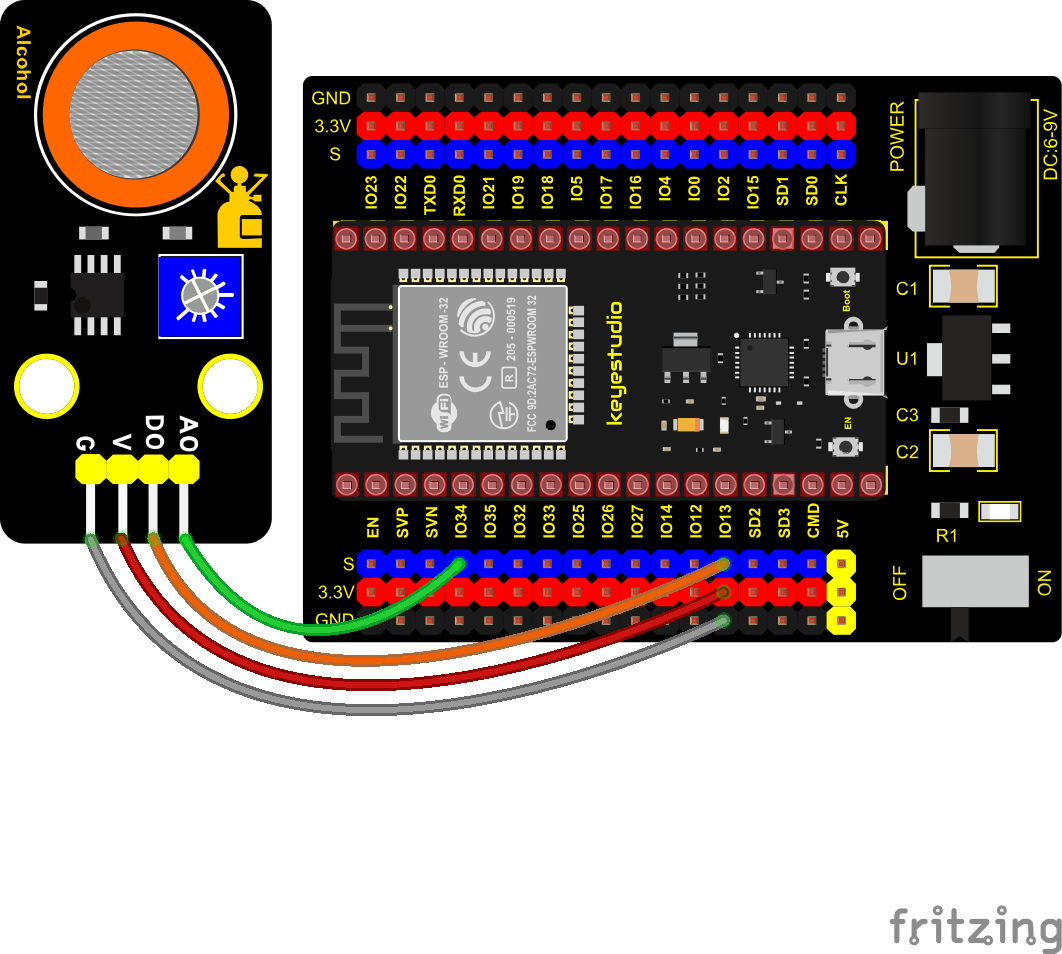 Alcohol
G
V
DO
AO
GND
3.3V
S
IO23
IO22
TXD0
RXD0
IO21
IO19
IO18
IO5
IO17
IO16
IO4
IO0
IO2
IO15
SD1
SD0
CLK
POWER
DC:6-9V
C1
U1
C3
C2
R1
OFF
ON
WiFi
ESP - WROOM-32
CE
R
205 - 000519
FCC 9D:2AC72-ESPWROOM 32
keyestudio
Boot
EN
EN
SVP
SVN
IO34
IO35
IO32
IO33
IO25
IO26
IO27
IO14
IO12
IO13
SD2
SD3
CMD
5V
S
3.3V
GND
fritzing